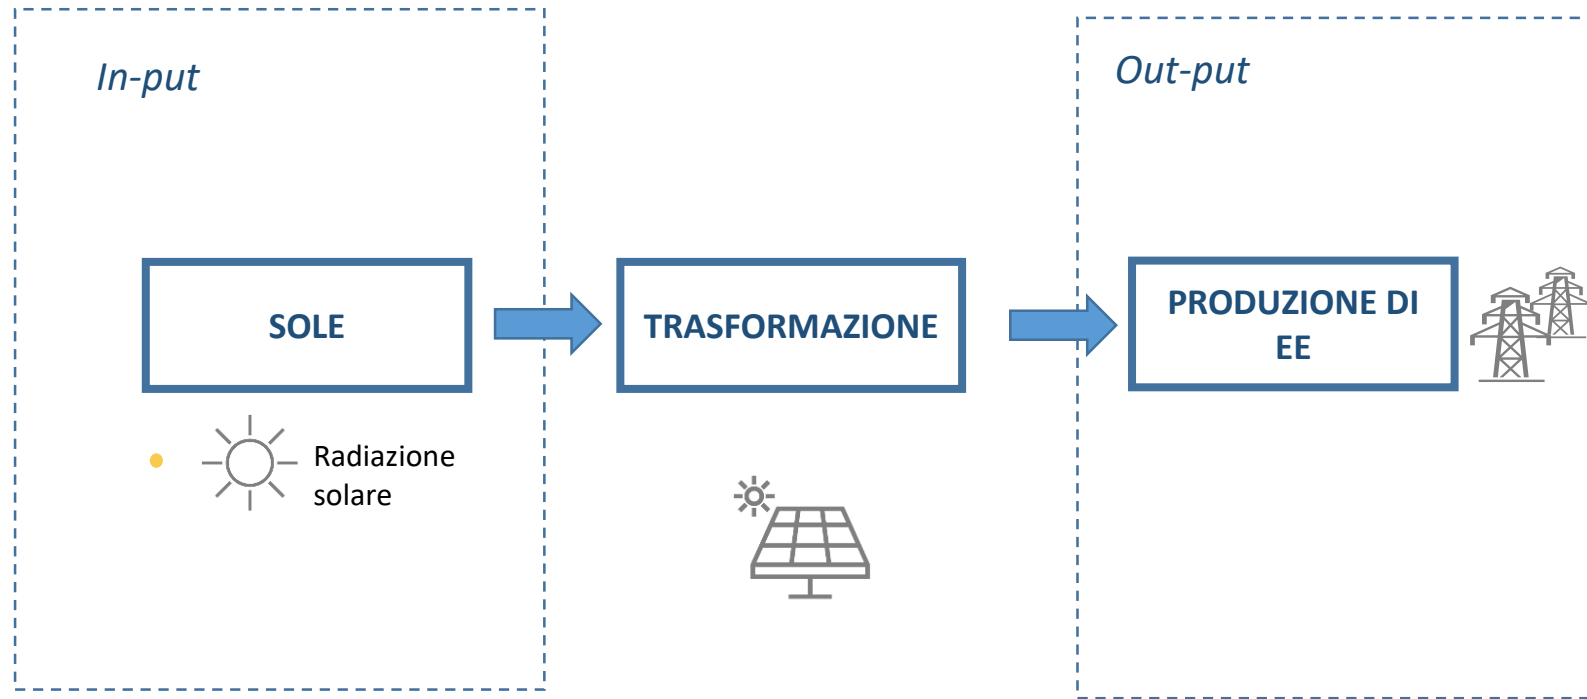 In-put
Out-put
SOLE
TRASFORMAZIONE
PRODUZIONE DI
EE
Radiazione
solare